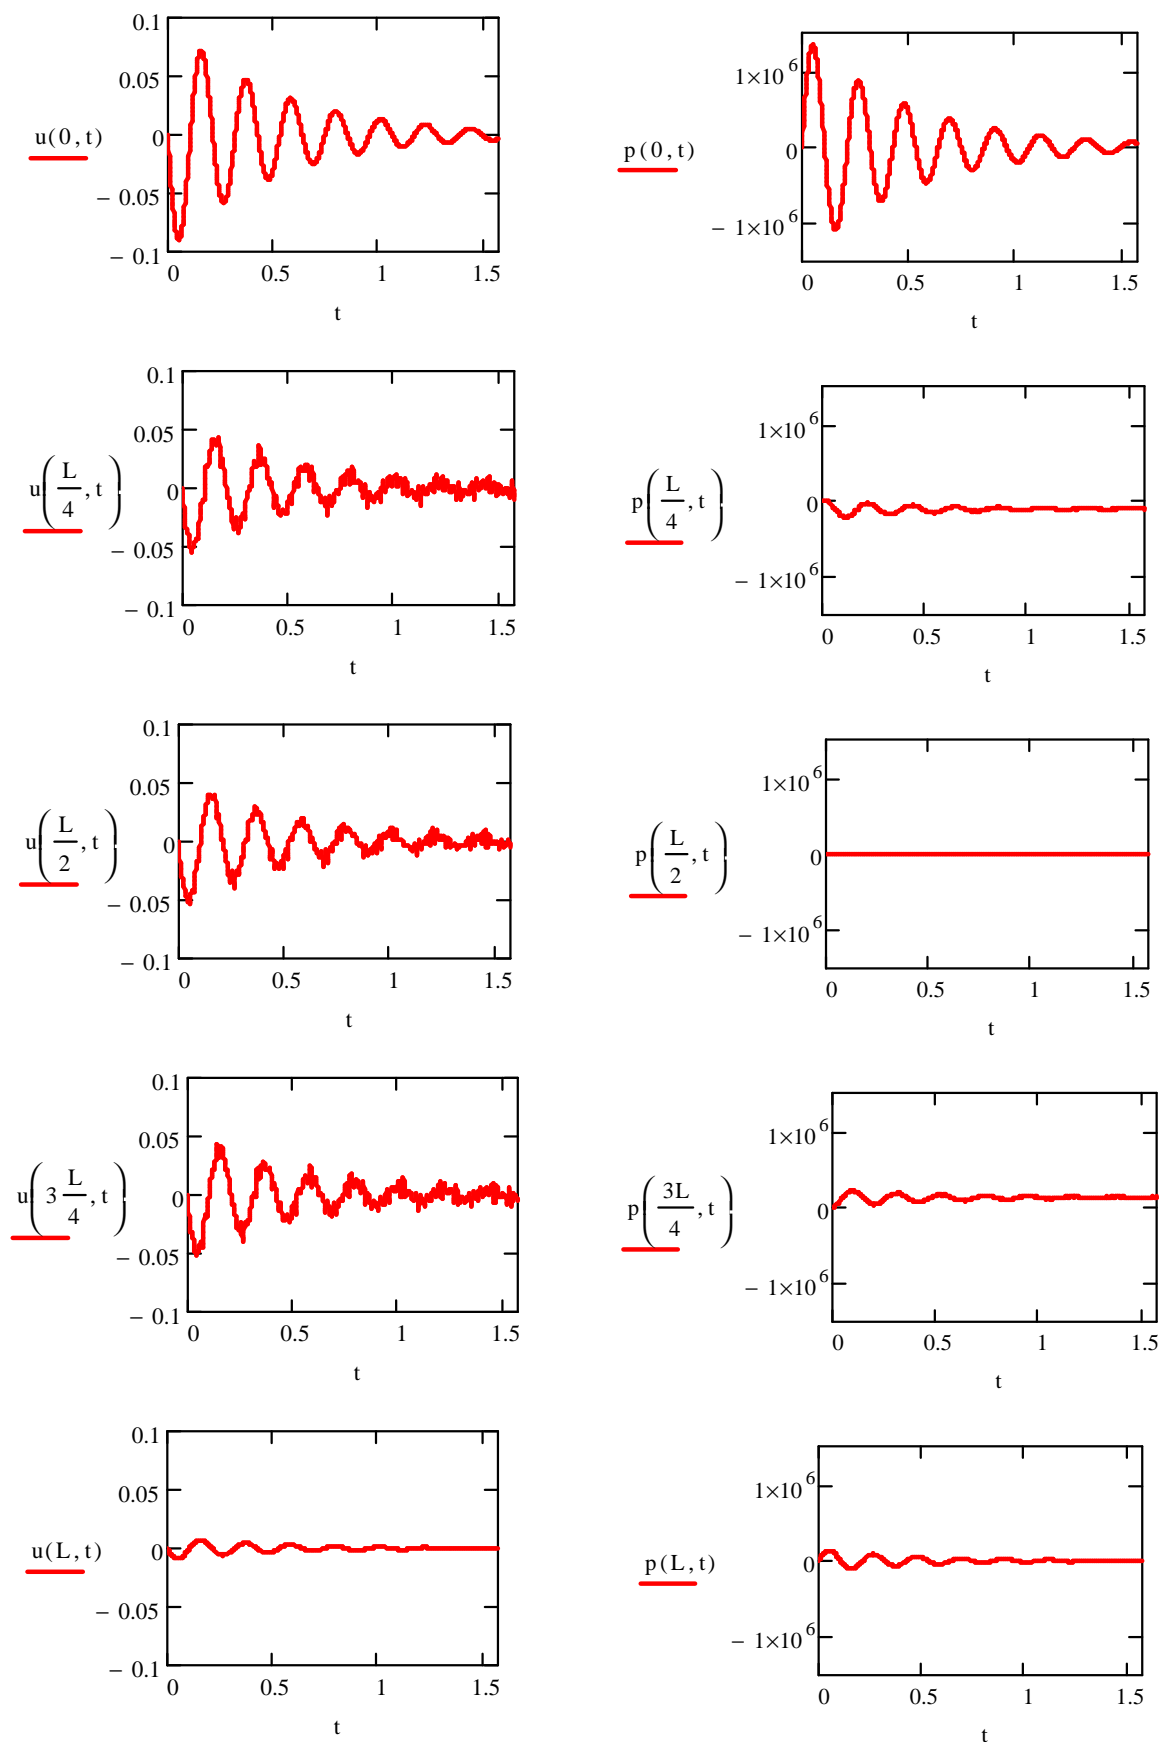 0.1
0.05
u(0,t)
0
− 0.05
− 0.1
0 0.5 1 1.5
t
1×10^6
p(0,t)
0
− 1×10^6
0 0.5 1 1.5
t
0.1
0.05
u(L/4,t)
0
− 0.05
− 0.1
0 0.5 1 1.5
t
1×10^6
p(L/4,t)
0
− 1×10^6
0 0.5 1 1.5
t
0.1
0.05
u(L/2,t)
0
− 0.05
− 0.1
0 0.5 1 1.5
t
1×10^6
p(L/2,t)
0
− 1×10^6
0 0.5 1 1.5
t
0.1
0.05
u(3 L/4,t)
0
− 0.05
− 0.1
0 0.5 1 1.5
t
1×10^6
p(3L/4,t)
0
− 1×10^6
0 0.5 1 1.5
t
0.1
0.05
u(L,t)
0
− 0.05
− 0.1
0 0.5 1 1.5
t
1×10^6
p(L,t)
0
− 1×10^6
0 0.5 1 1.5
t